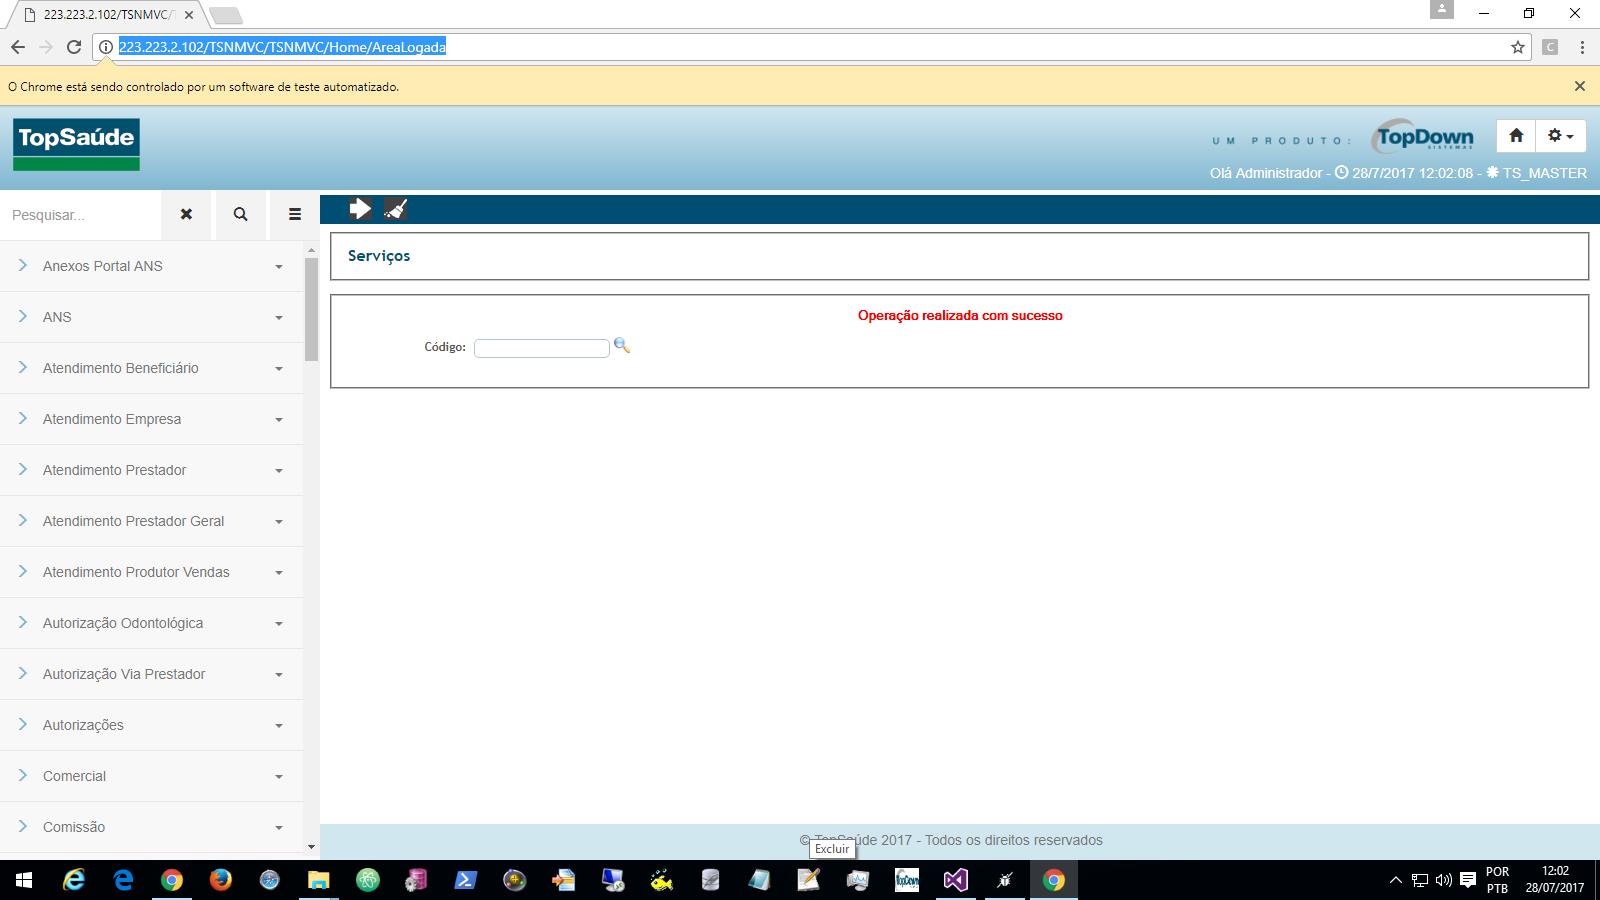 223.223.2.102/TSNMVC/T
223.223.2.102/TSNMVC/TSNMVC/Home/AreaLogada
C
O Chrome está sendo controlado por um software de teste automatizado.
TopSaúde
UM PRODUTO:
TopDown
SISTEMAS
Olá Administrador - 28/7/2017 12:02:08 - TS_MASTER
Pesquisar...
Serviços
Operação realizada com sucesso
Código:
Anexos Portal ANS
ANS
Atendimento Beneficiário
Atendimento Empresa
Atendimento Prestador
Atendimento Prestador Geral
Atendimento Produtor Vendas
Autorização Odontológica
Autorização Via Prestador
Autorizações
Comercial
Comissão
© TopSaúde 2017 - Todos os direitos reservados
Excluir
TopDown
POR
PTB
12:02
28/07/2017